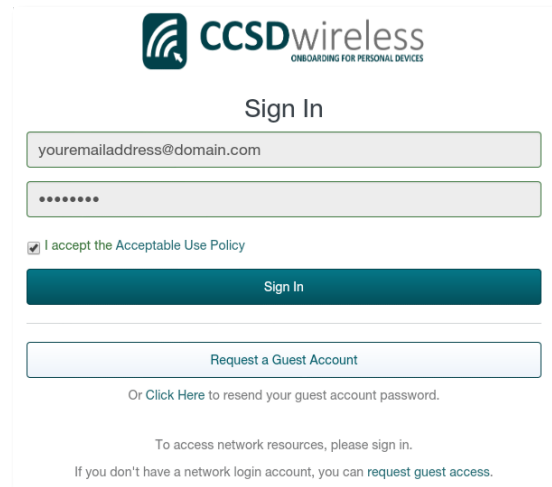 CCSDwireless
ONBOARDING FOR PERSONAL DEVICES
Sign In
youremailaddress@domain.com
••••••••
I accept the Acceptable Use Policy
Sign In
Request a Guest Account
Or Click Here to resend your guest account password.
To access network resources, please sign in.
If you don't have a network login account, you can request guest access.